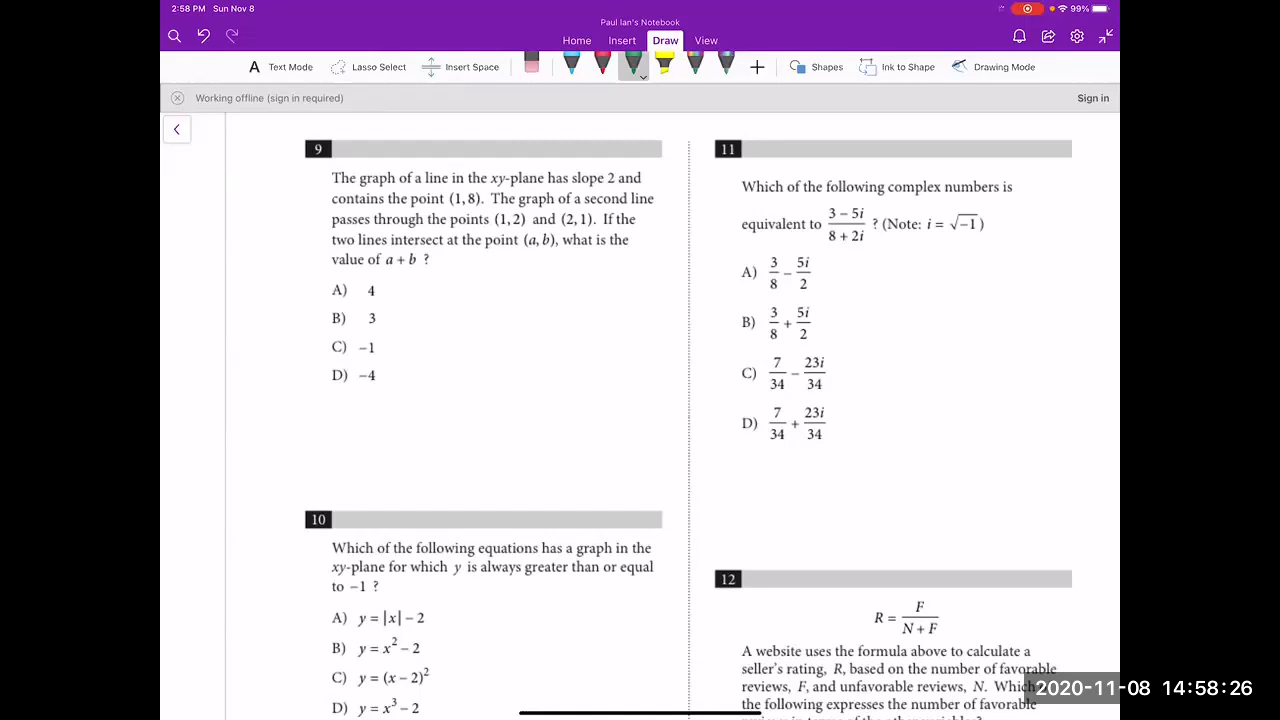 2:58 PM Sun Nov 8
99%
Paul Ian's Notebook
Home Insert Draw View
Text Mode Lasso Select Insert Space Shapes Ink to Shape Drawing Mode
Working offline (sign in required) Sign in
9
The graph of a line in the xy-plane has slope 2 and
contains the point (1, 8). The graph of a second line
passes through the points (1, 2) and (2, 1). If the
two lines intersect at the point (a, b), what is the
value of a + b ?
A) 4
B) 3
C) −1
D) −4
10
Which of the following equations has a graph in the
xy-plane for which y is always greater than or equal
to −1 ?
A) y = |x| − 2
B) y = x² − 2
C) y = (x − 2)²
D) y = x³ − 2
11
Which of the following complex numbers is
equivalent to (3 − 5i)/(8 + 2i) ? (Note: i = √−1)
A) 3/8 − 5i/2
B) 3/8 + 5i/2
C) 7/34 − 23i/34
D) 7/34 + 23i/34
12
R = F/(N + F)
A website uses the formula above to calculate a
seller's rating, R, based on the number of favorable
reviews, F, and unfavorable reviews, N. Which
the following expresses the number of favorable
2020-11-08 14:58:26